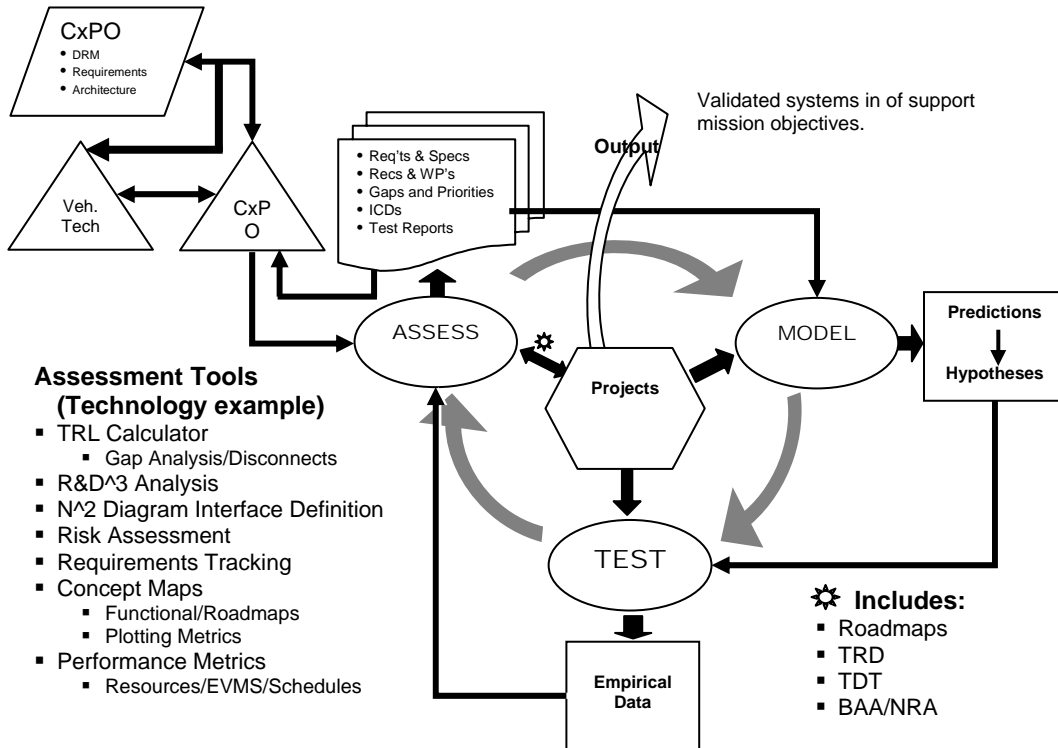 CxPO
• DRM
• Requirements
• Architecture
Veh.
Tech
CxP
O
• Req'ts & Specs
• Recs & WP's
• Gaps and Priorities
• ICDs
• Test Reports
Output
Validated systems in of support
mission objectives.
ASSESS
MODEL
Projects
Predictions
Hypotheses
TEST
Empirical
Data
Assessment Tools
(Technology example)
▪ TRL Calculator
▪ Gap Analysis/Disconnects
▪ R&D^3 Analysis
▪ N^2 Diagram Interface Definition
▪ Risk Assessment
▪ Requirements Tracking
▪ Concept Maps
▪ Functional/Roadmaps
▪ Plotting Metrics
▪ Performance Metrics
▪ Resources/EVMS/Schedules
Includes:
▪ Roadmaps
▪ TRD
▪ TDT
▪ BAA/NRA